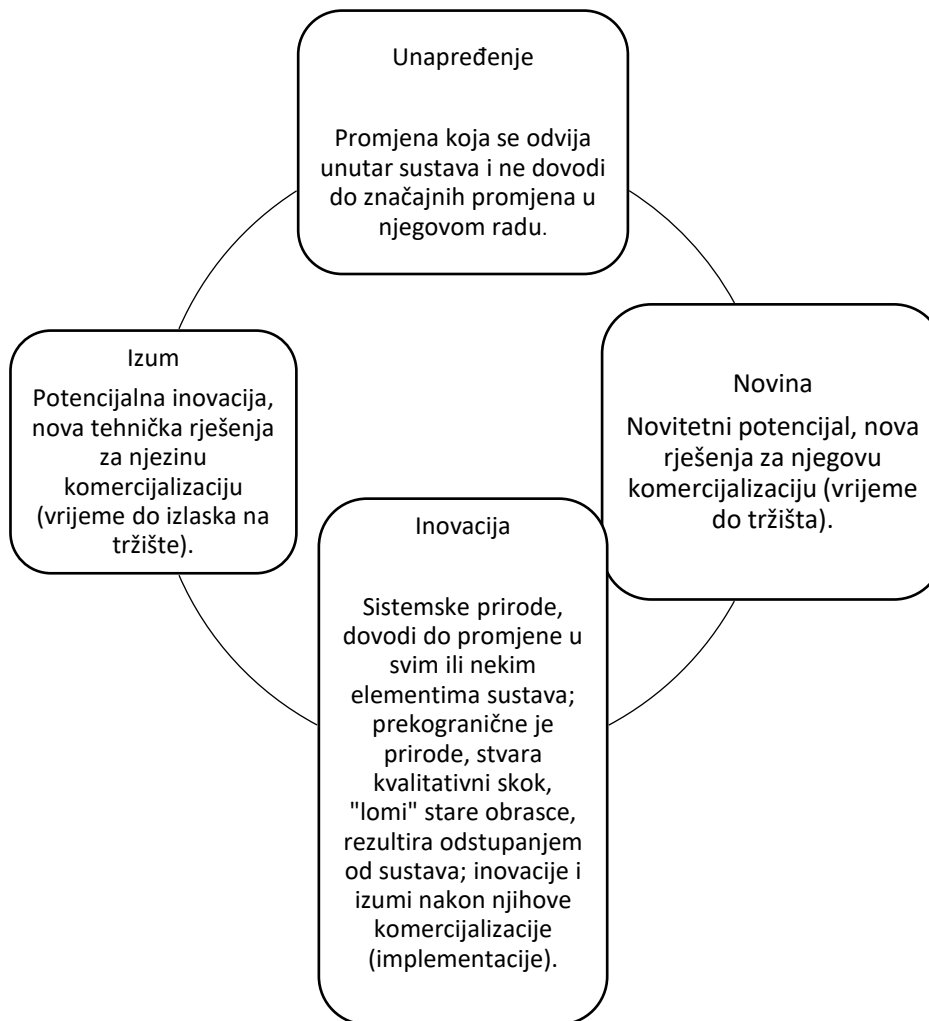 Unapređenje
Promjena koja se odvija
unutar sustava i ne dovodi
do značajnih promjena u
njegovom radu.
Izum
Potencijalna inovacija,
nova tehnička rješenja
za njezinu
komercijalizaciju
(vrijeme do izlaska na
tržište).
Novina
Novitetni potencijal, nova
rješenja za njegovu
komercijalizaciju (vrijeme
do tržišta).
Inovacija
Sistemske prirode,
dovodi do promjene u
svim ili nekim
elementima sustava;
prekogranične je
prirode, stvara
kvalitativni skok,
"lomi" stare obrasce,
rezultira odstupanjem
od sustava; inovacije i
izumi nakon njihove
komercijalizacije
(implementacije).